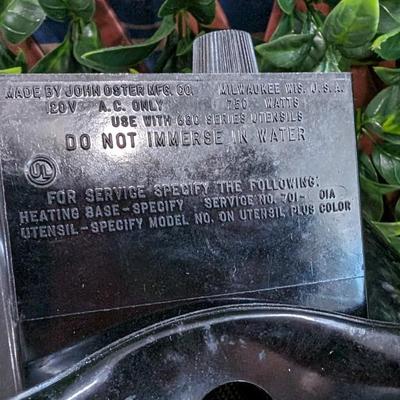 MADE BY JOHN OSTER MFG. CO. MILWAUKEE WIS. U.S.A.
120V A.C. ONLY 750 WATTS
USE WITH 680 SERIES UTENSILS
DO NOT IMMERSE IN WATER
UL
FOR SERVICE SPECIFY THE FOLLOWING:
HEATING BASE-SPECIFY SERVICE NO. 701- 01A
UTENSIL-SPECIFY MODEL NO. ON UTENSIL PLUS COLOR